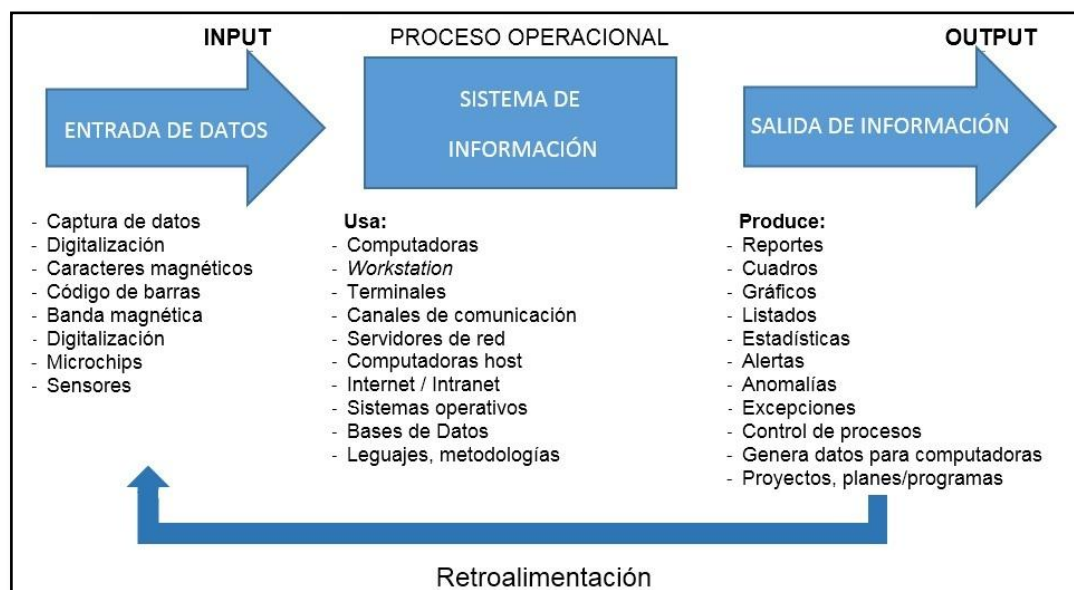 INPUT
PROCESO OPERACIONAL
OUTPUT
ENTRADA DE DATOS
SISTEMA DE
INFORMACIÓN
SALIDA DE INFORMACIÓN
- Captura de datos
- Digitalización
- Caracteres magnéticos
- Código de barras
- Banda magnética
- Digitalización
- Microchips
- Sensores
Usa:
- Computadoras
- Workstation
- Terminales
- Canales de comunicación
- Servidores de red
- Computadoras host
- Internet / Intranet
- Sistemas operativos
- Bases de Datos
- Leguajes, metodologías
Produce:
- Reportes
- Cuadros
- Gráficos
- Listados
- Estadísticas
- Alertas
- Anomalías
- Excepciones
- Control de procesos
- Genera datos para computadoras
- Proyectos, planes/programas
Retroalimentación